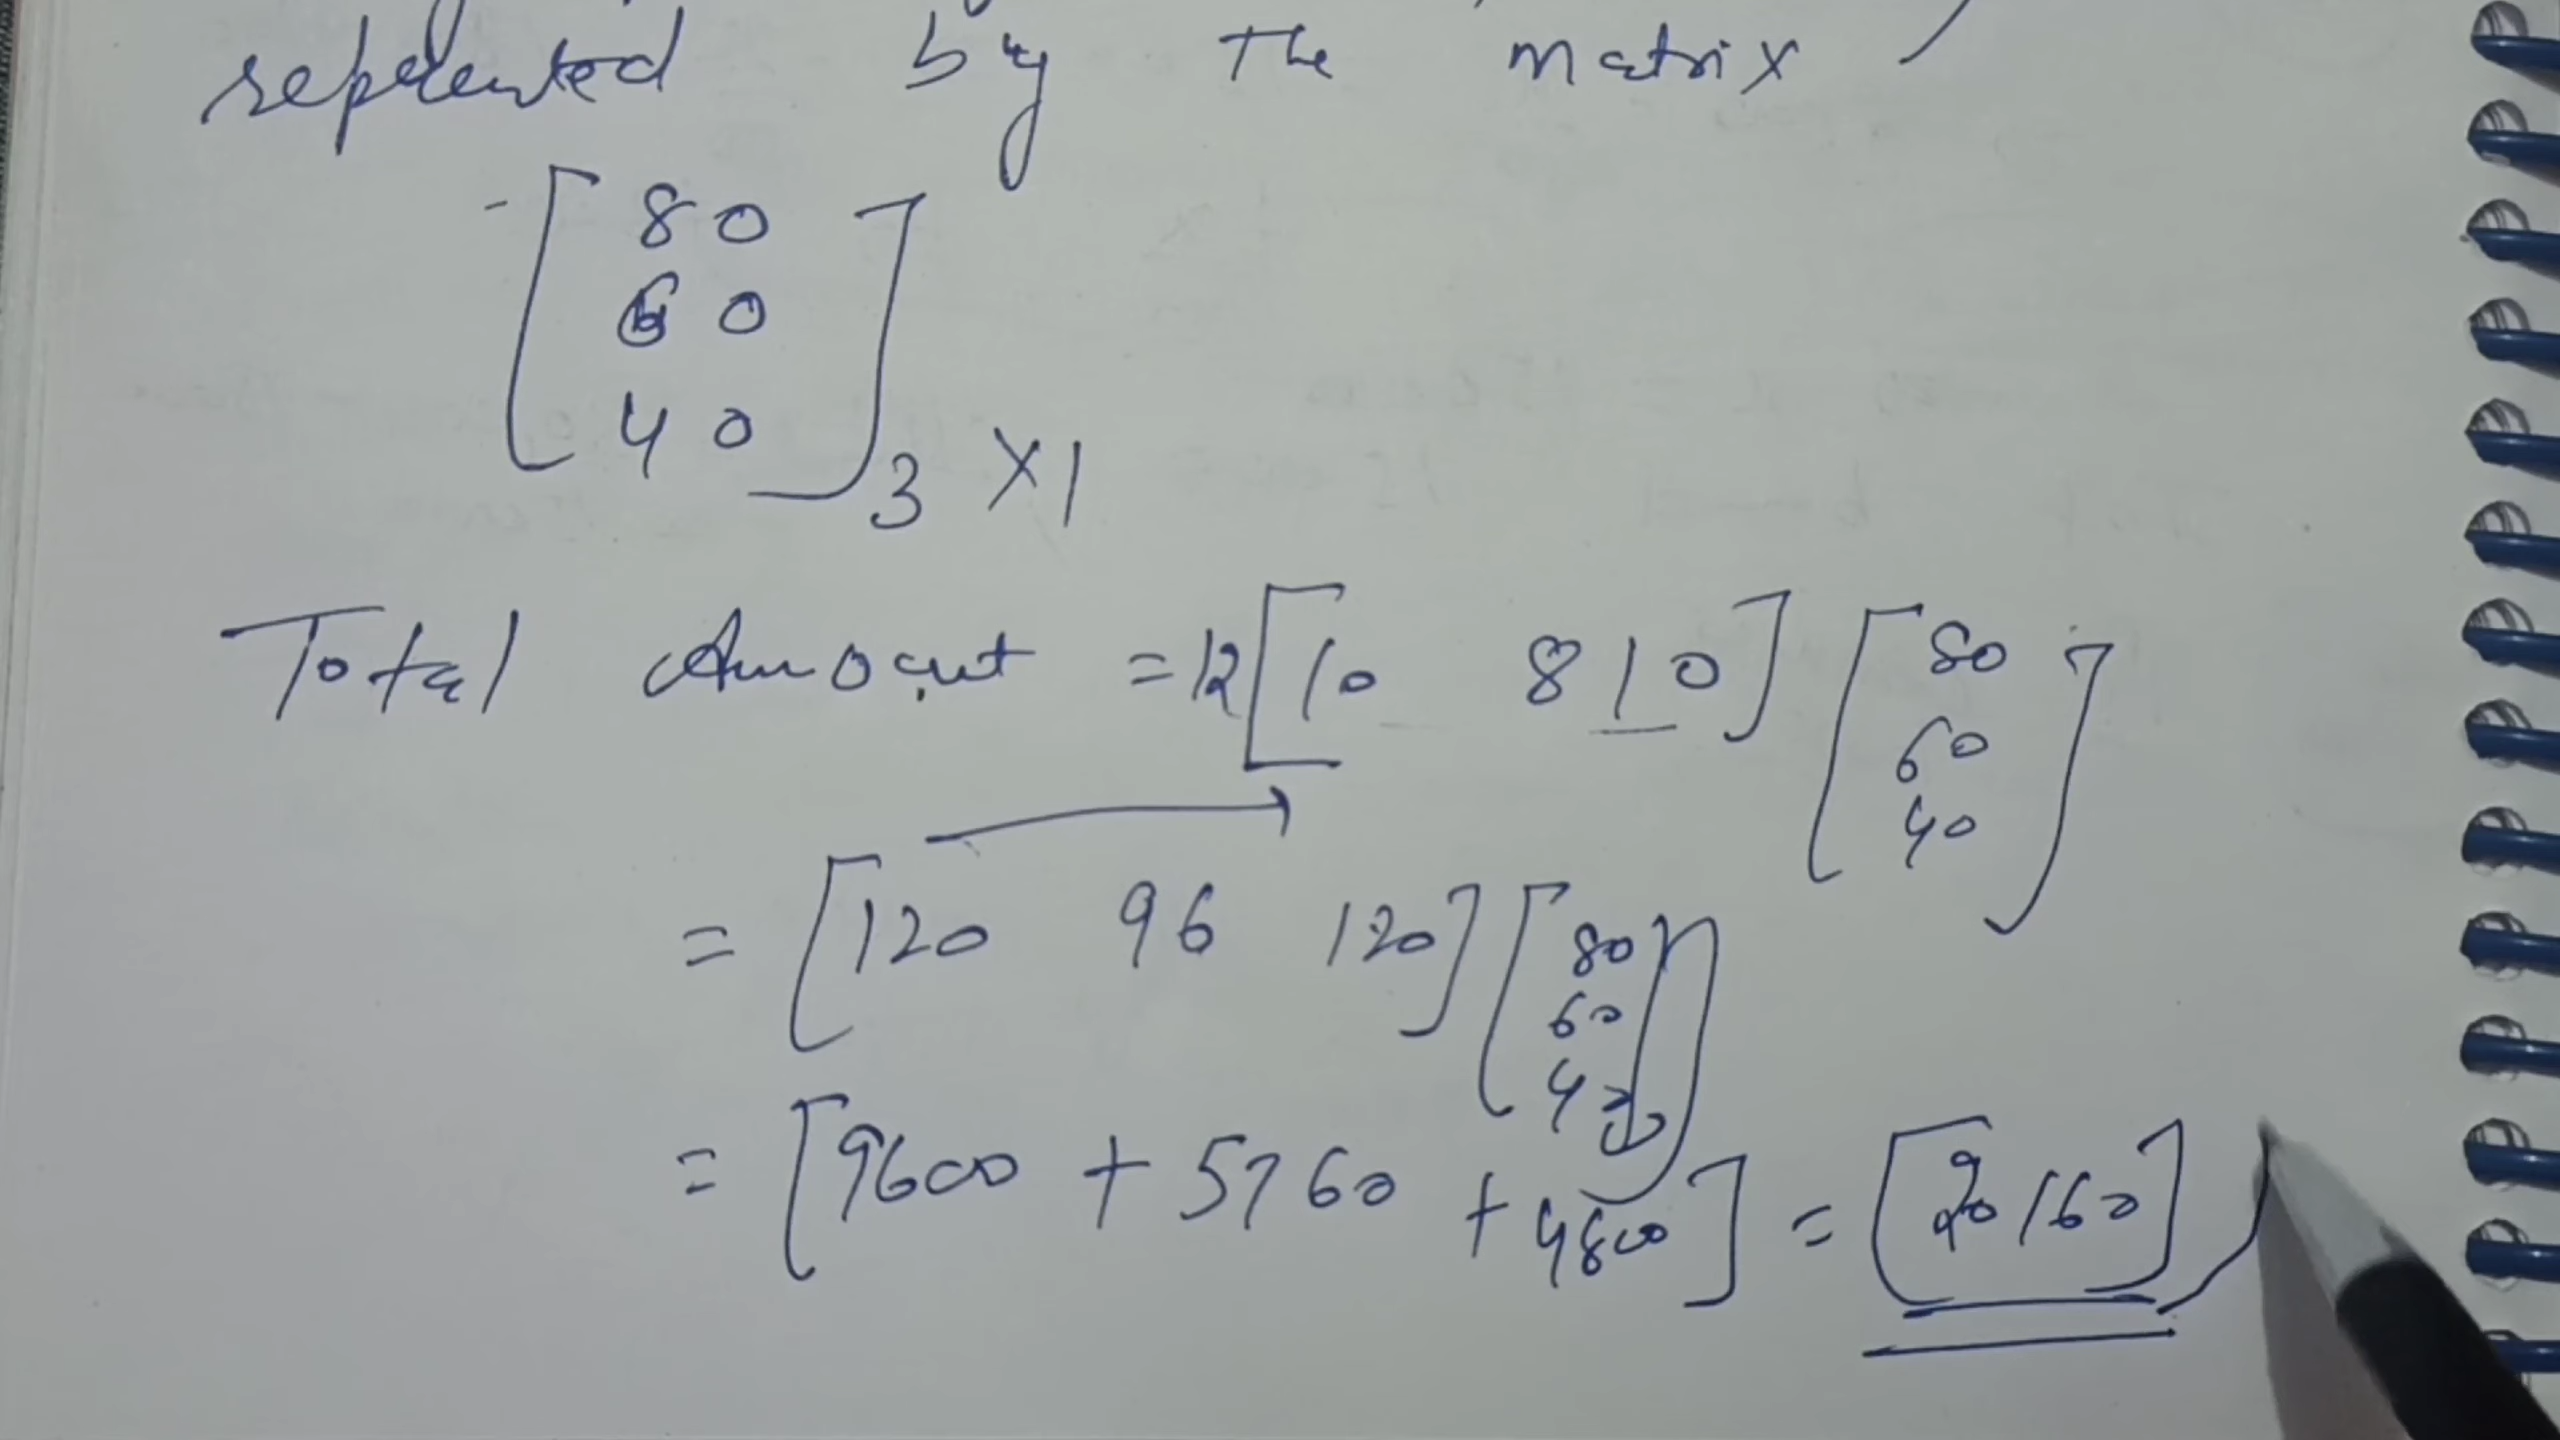 represented by the matrix
[80
60
40] 3 X 1
Total Amount = 12 [10 8 10] [80
60
40]
= [120 96 120] [80
60
40]
= [9600 + 5760 + 4800] = [20160]